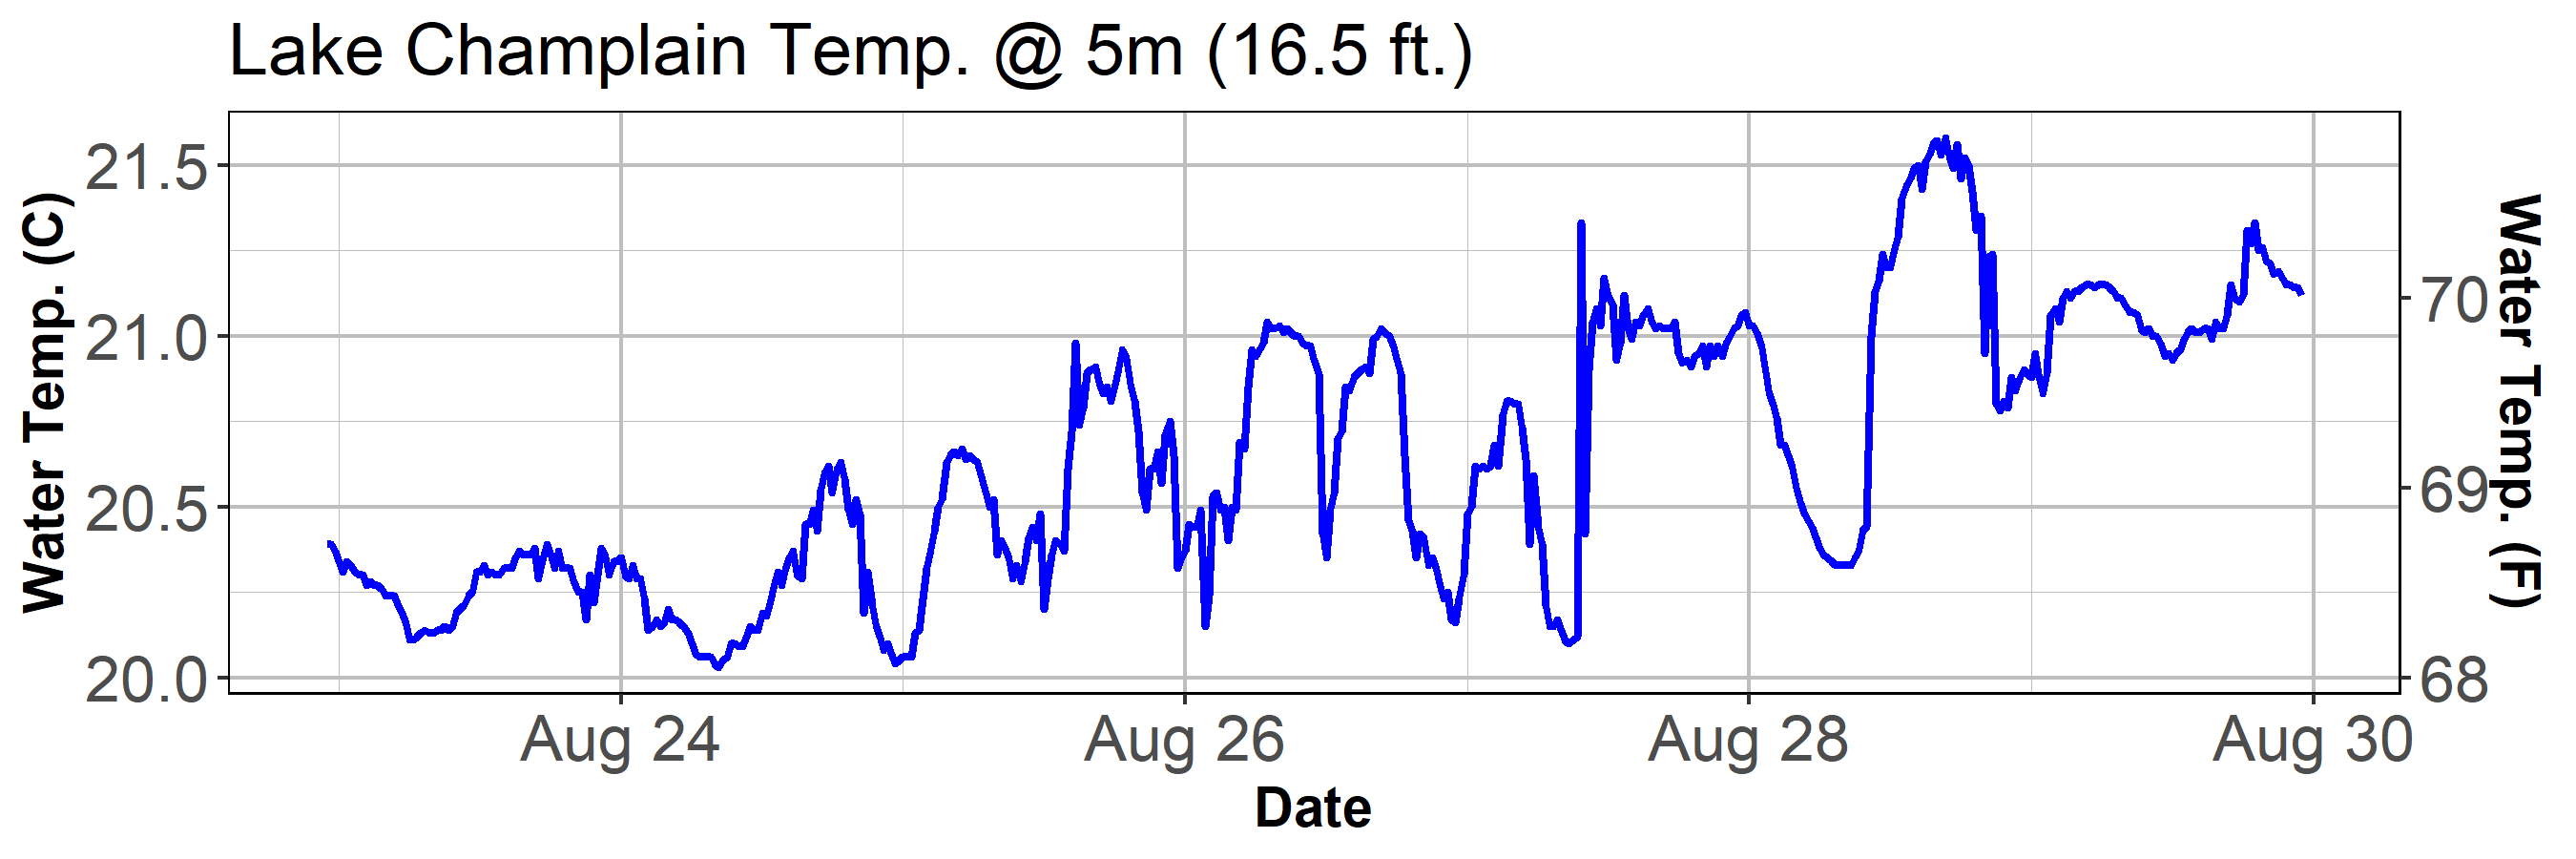 Lake Champlain Temp. @ 5m (16.5 ft.)
Water Temp. (C)
21.5
21.0
20.5
20.0
70
69
68
Water Temp. (F)
Aug 24
Aug 26
Aug 28
Aug 30
Date